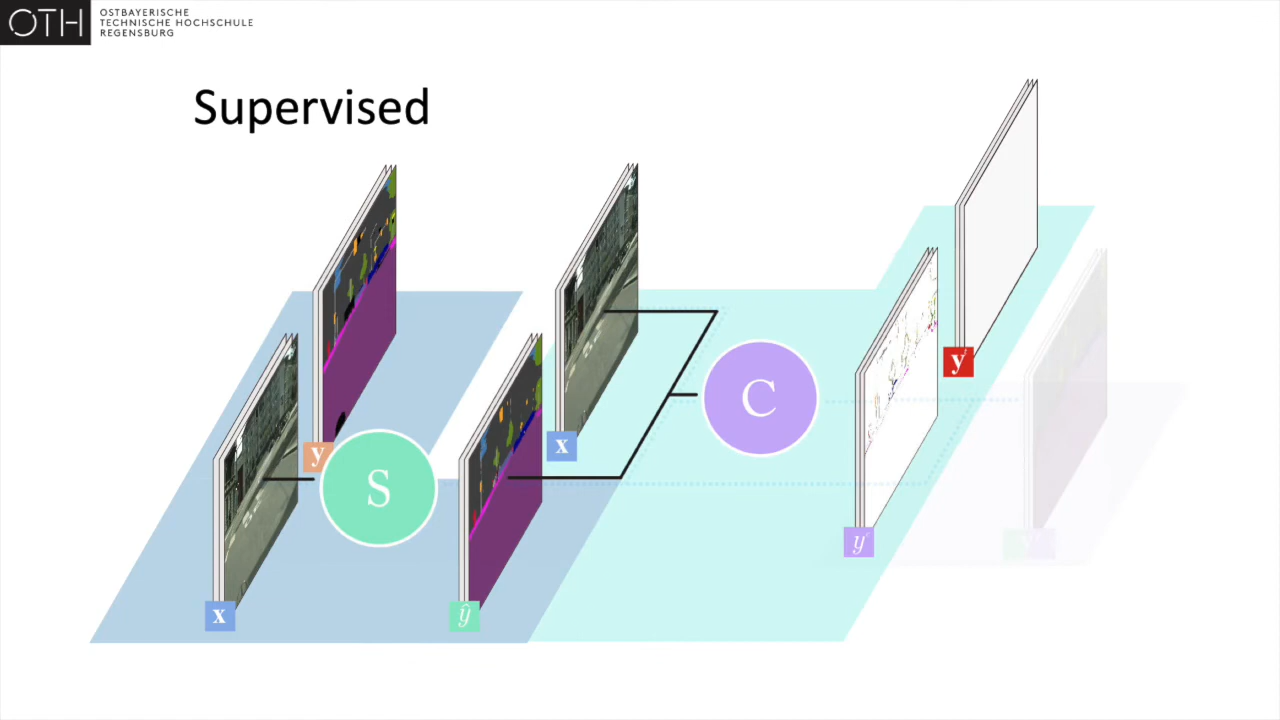 OTH
OSTBAYERISCHE
TECHNISCHE HOCHSCHULE
REGENSBURG
Supervised
y
S
C
x
x
ŷ
y
y